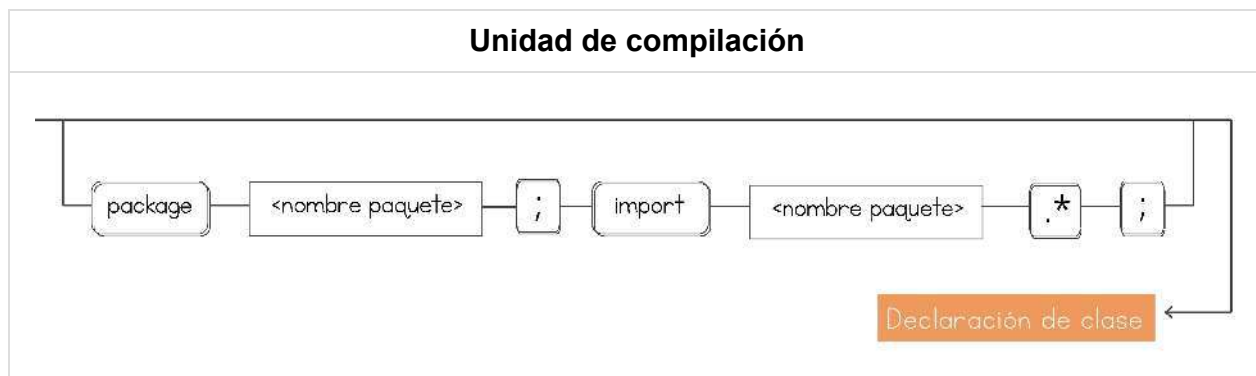 Unidad de compilación
package <nombre paquete> ; import <nombre paquete> .* ;
Declaración de clase